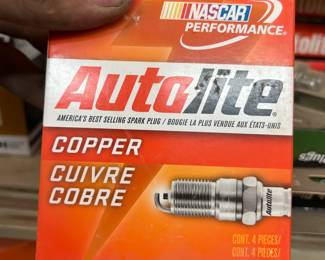 NASCAR
PERFORMANCE
Autolite
AMERICA'S BEST SELLING SPARK PLUG / BOUGIE LA PLUS VENDUE AUX ÉTATS-UNIS
COPPER
CUIVRE
COBRE
Autolite
CONT. 4 PIECES/
CONT. 4 PIÈCES/